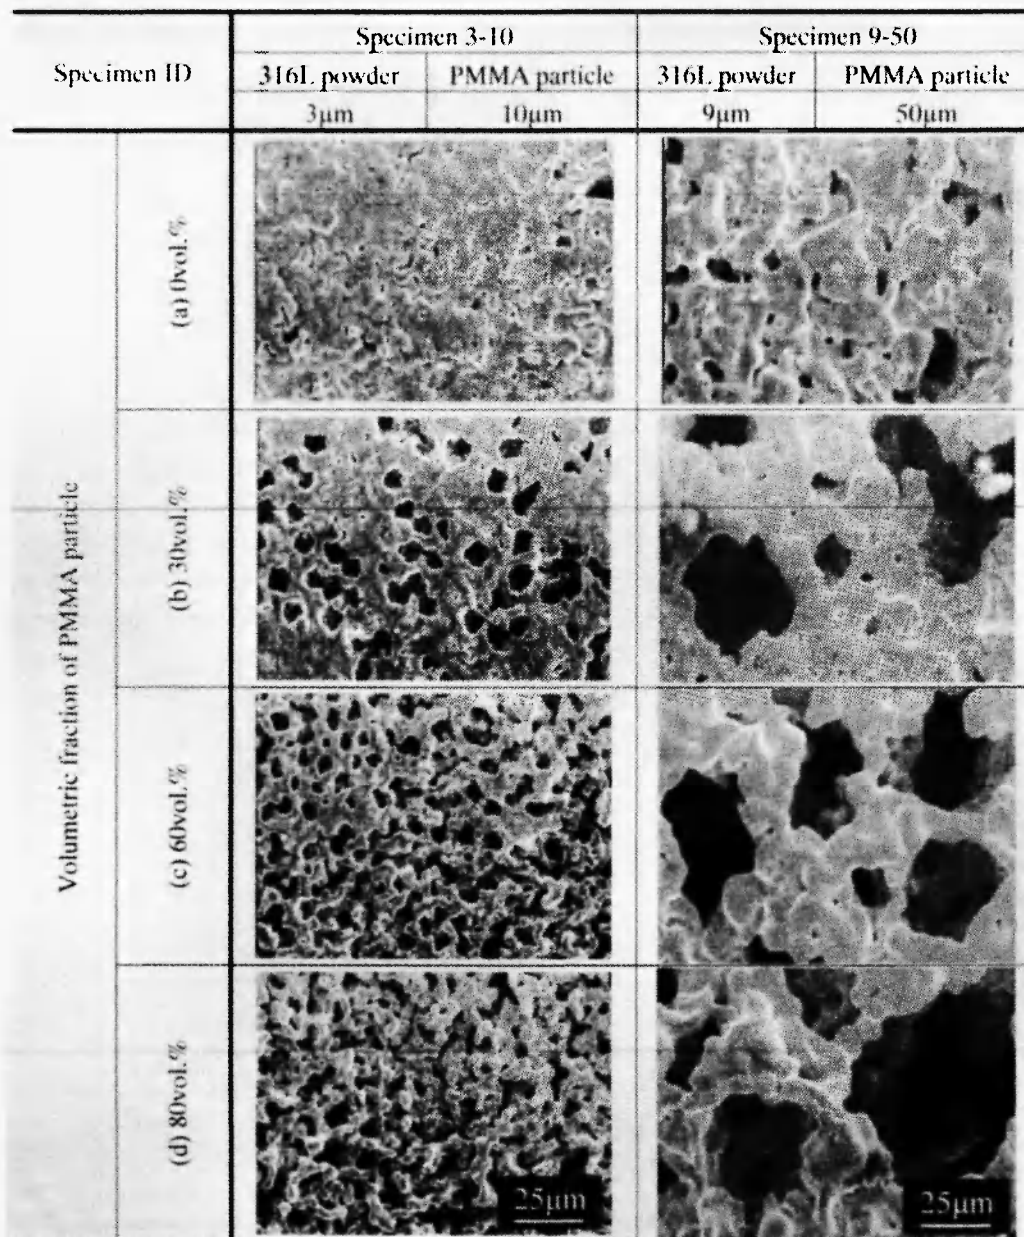 Specimen ID
Specimen 3-10
Specimen 9-50
316L powder
PMMA particle
316L powder
PMMA particle
3μm
10μm
9μm
50μm
Volumetric fraction of PMMA particle
(a) 0vol.%
(b) 30vol.%
(c) 60vol.%
(d) 80vol.%
25μm
25μm